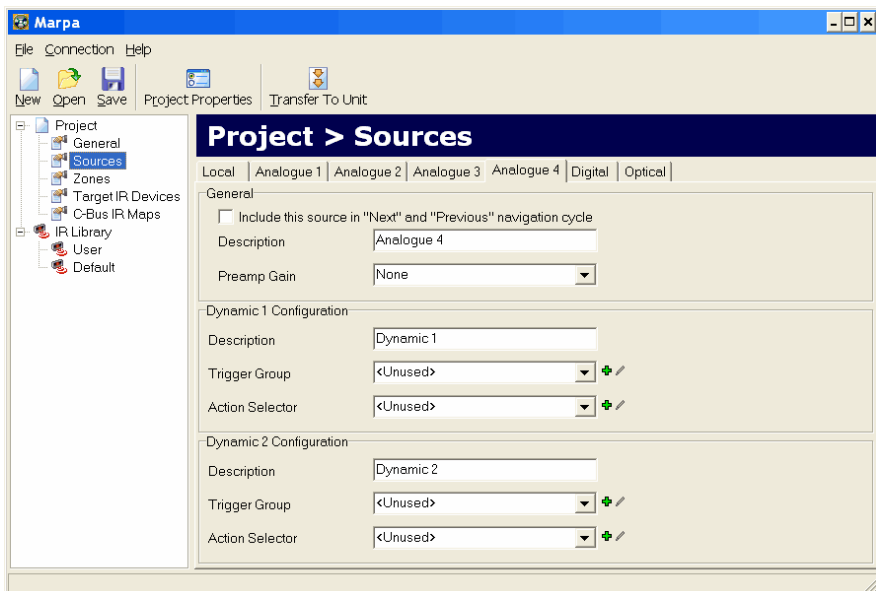 Marpa
File Connection Help
New Open Save Project Properties Transfer To Unit
Project
General
Sources
Zones
Target IR Devices
C-Bus IR Maps
IR Library
User
Default
Project > Sources
Local Analogue 1 Analogue 2 Analogue 3 Analogue 4 Digital Optical
General
Include this source in "Next" and "Previous" navigation cycle
Description Analogue 4
Preamp Gain None
Dynamic 1 Configuration
Description Dynamic 1
Trigger Group <Unused>
Action Selector <Unused>
Dynamic 2 Configuration
Description Dynamic 2
Trigger Group <Unused>
Action Selector <Unused>